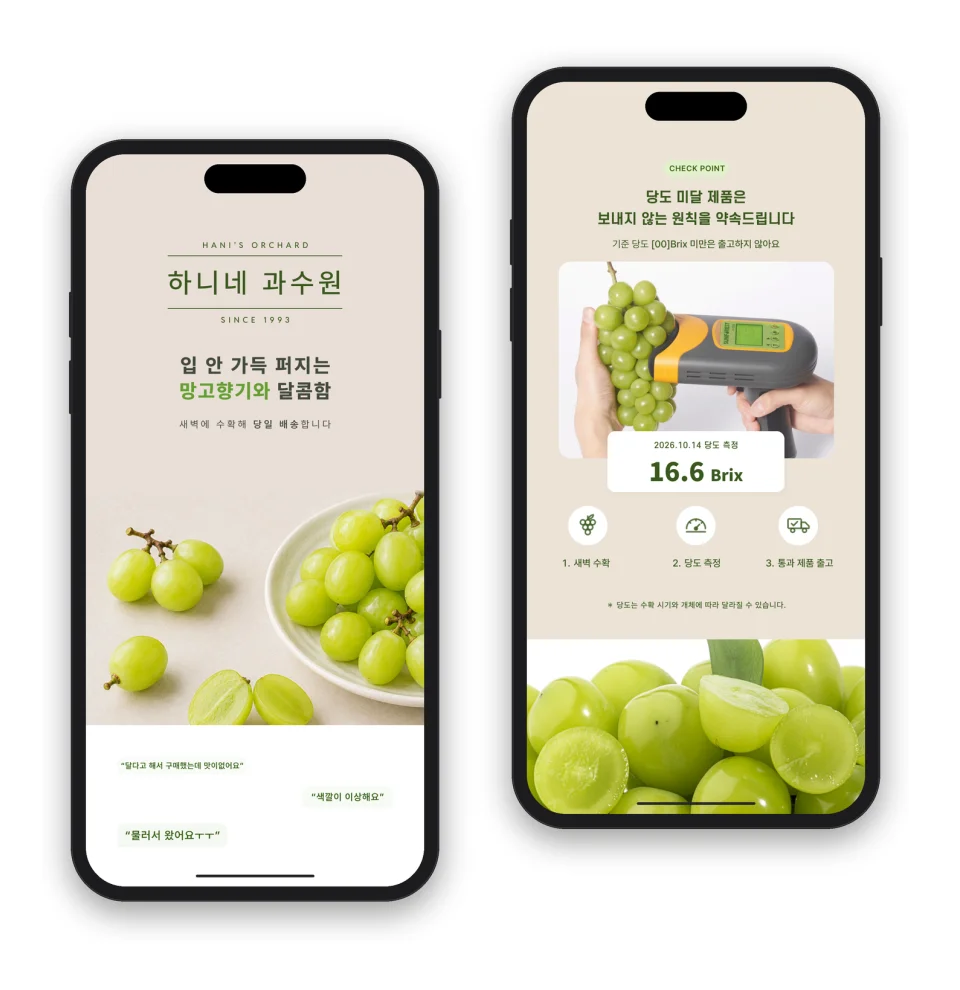 HANI'S ORCHARD
하니네 과수원
SINCE 1993
입 안 가득 퍼지는
망고향기와 달콤함
새벽에 수확해 당일 배송합니다
"달다고 해서 구매했는데 맛이없어요"
"색깔이 이상해요"
"물러서 왔어요ㅜㅜ"
CHECK POINT
당도 미달 제품은
보내지 않는 원칙을 약속드립니다
기준 당도 [00]Brix 미만은 출고하지 않아요
2026.10.14 당도 측정
16.6 Brix
1. 새벽 수확
2. 당도 측정
3. 통과 제품 출고
* 당도는 수확 시기와 개체에 따라 달라질 수 있습니다.